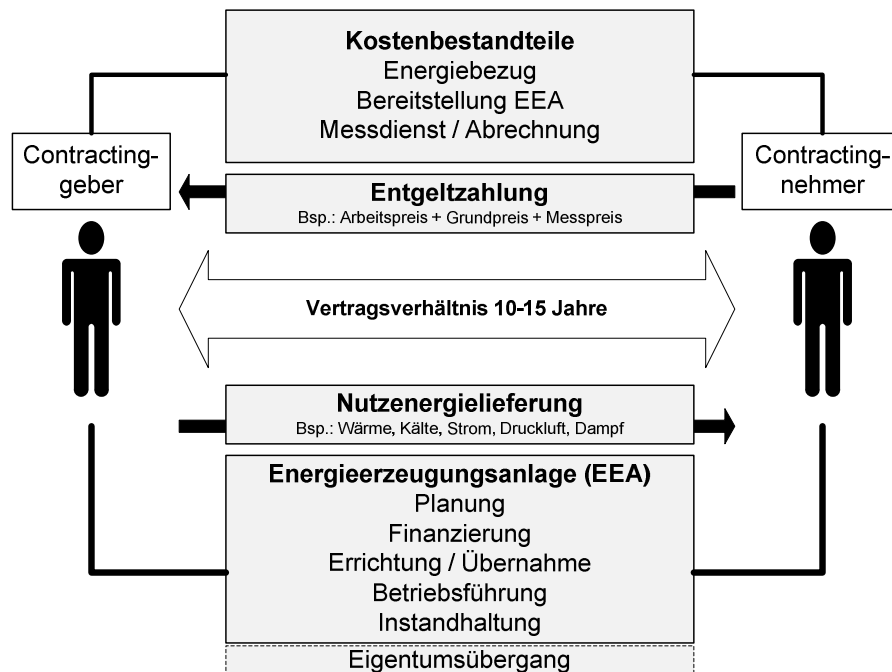 Kostenbestandteile
Energiebezug
Bereitstellung EEA
Messdienst / Abrechnung
Contracting-
geber
Contracting-
nehmer
Entgeltzahlung
Bsp.: Arbeitspreis + Grundpreis + Messpreis
Vertragsverhältnis 10-15 Jahre
Nutzenergielieferung
Bsp.: Wärme, Kälte, Strom, Druckluft, Dampf
Energieerzeugungsanlage (EEA)
Planung
Finanzierung
Errichtung / Übernahme
Betriebsführung
Instandhaltung
Eigentumsübergang